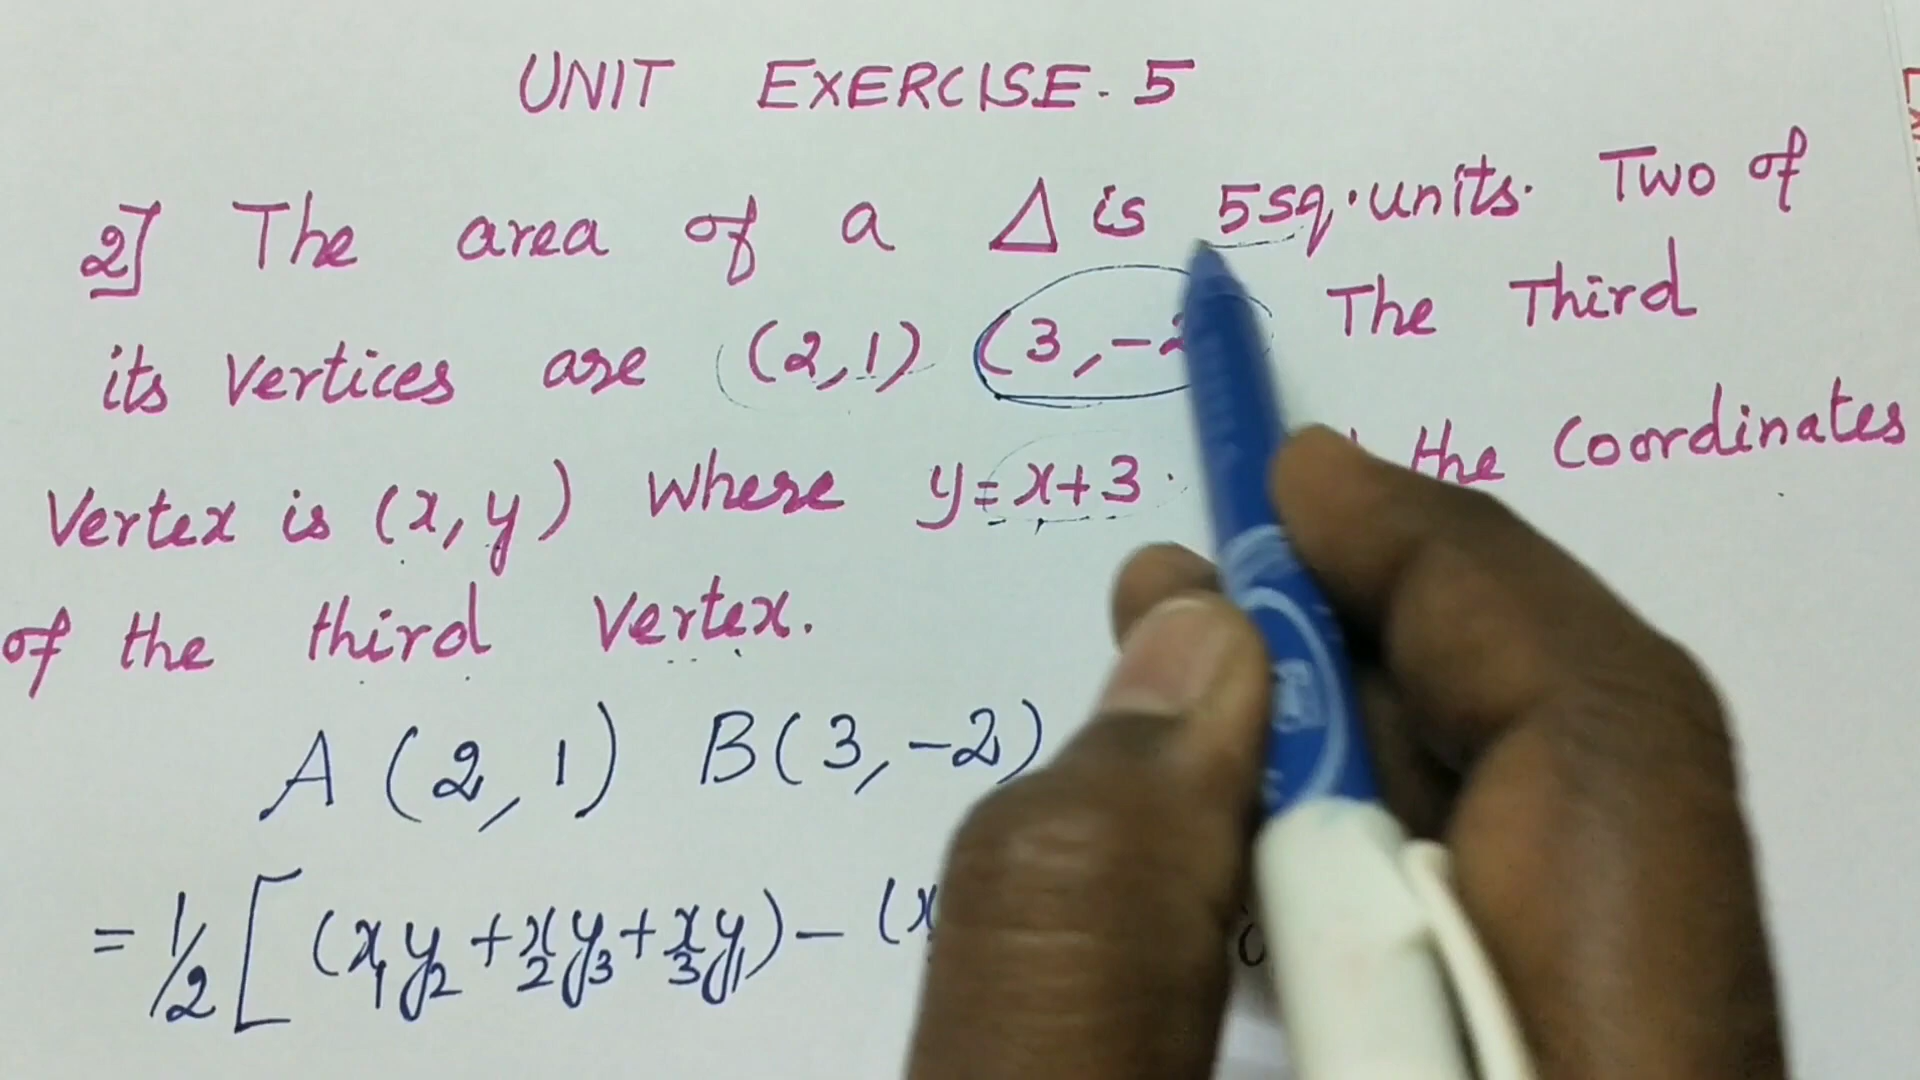 UNIT EXERCISE. 5
2] The area of a Δ is 5sq.units. Two of
its vertices are (2,1) (3,-2 The Third
Vertex is (x,y) where y=x+3. the coordinates
of the third vertex.
A (2,1) B(3,-2)
= 1/2 [(x1y2+x2y3+x3y1)-(x